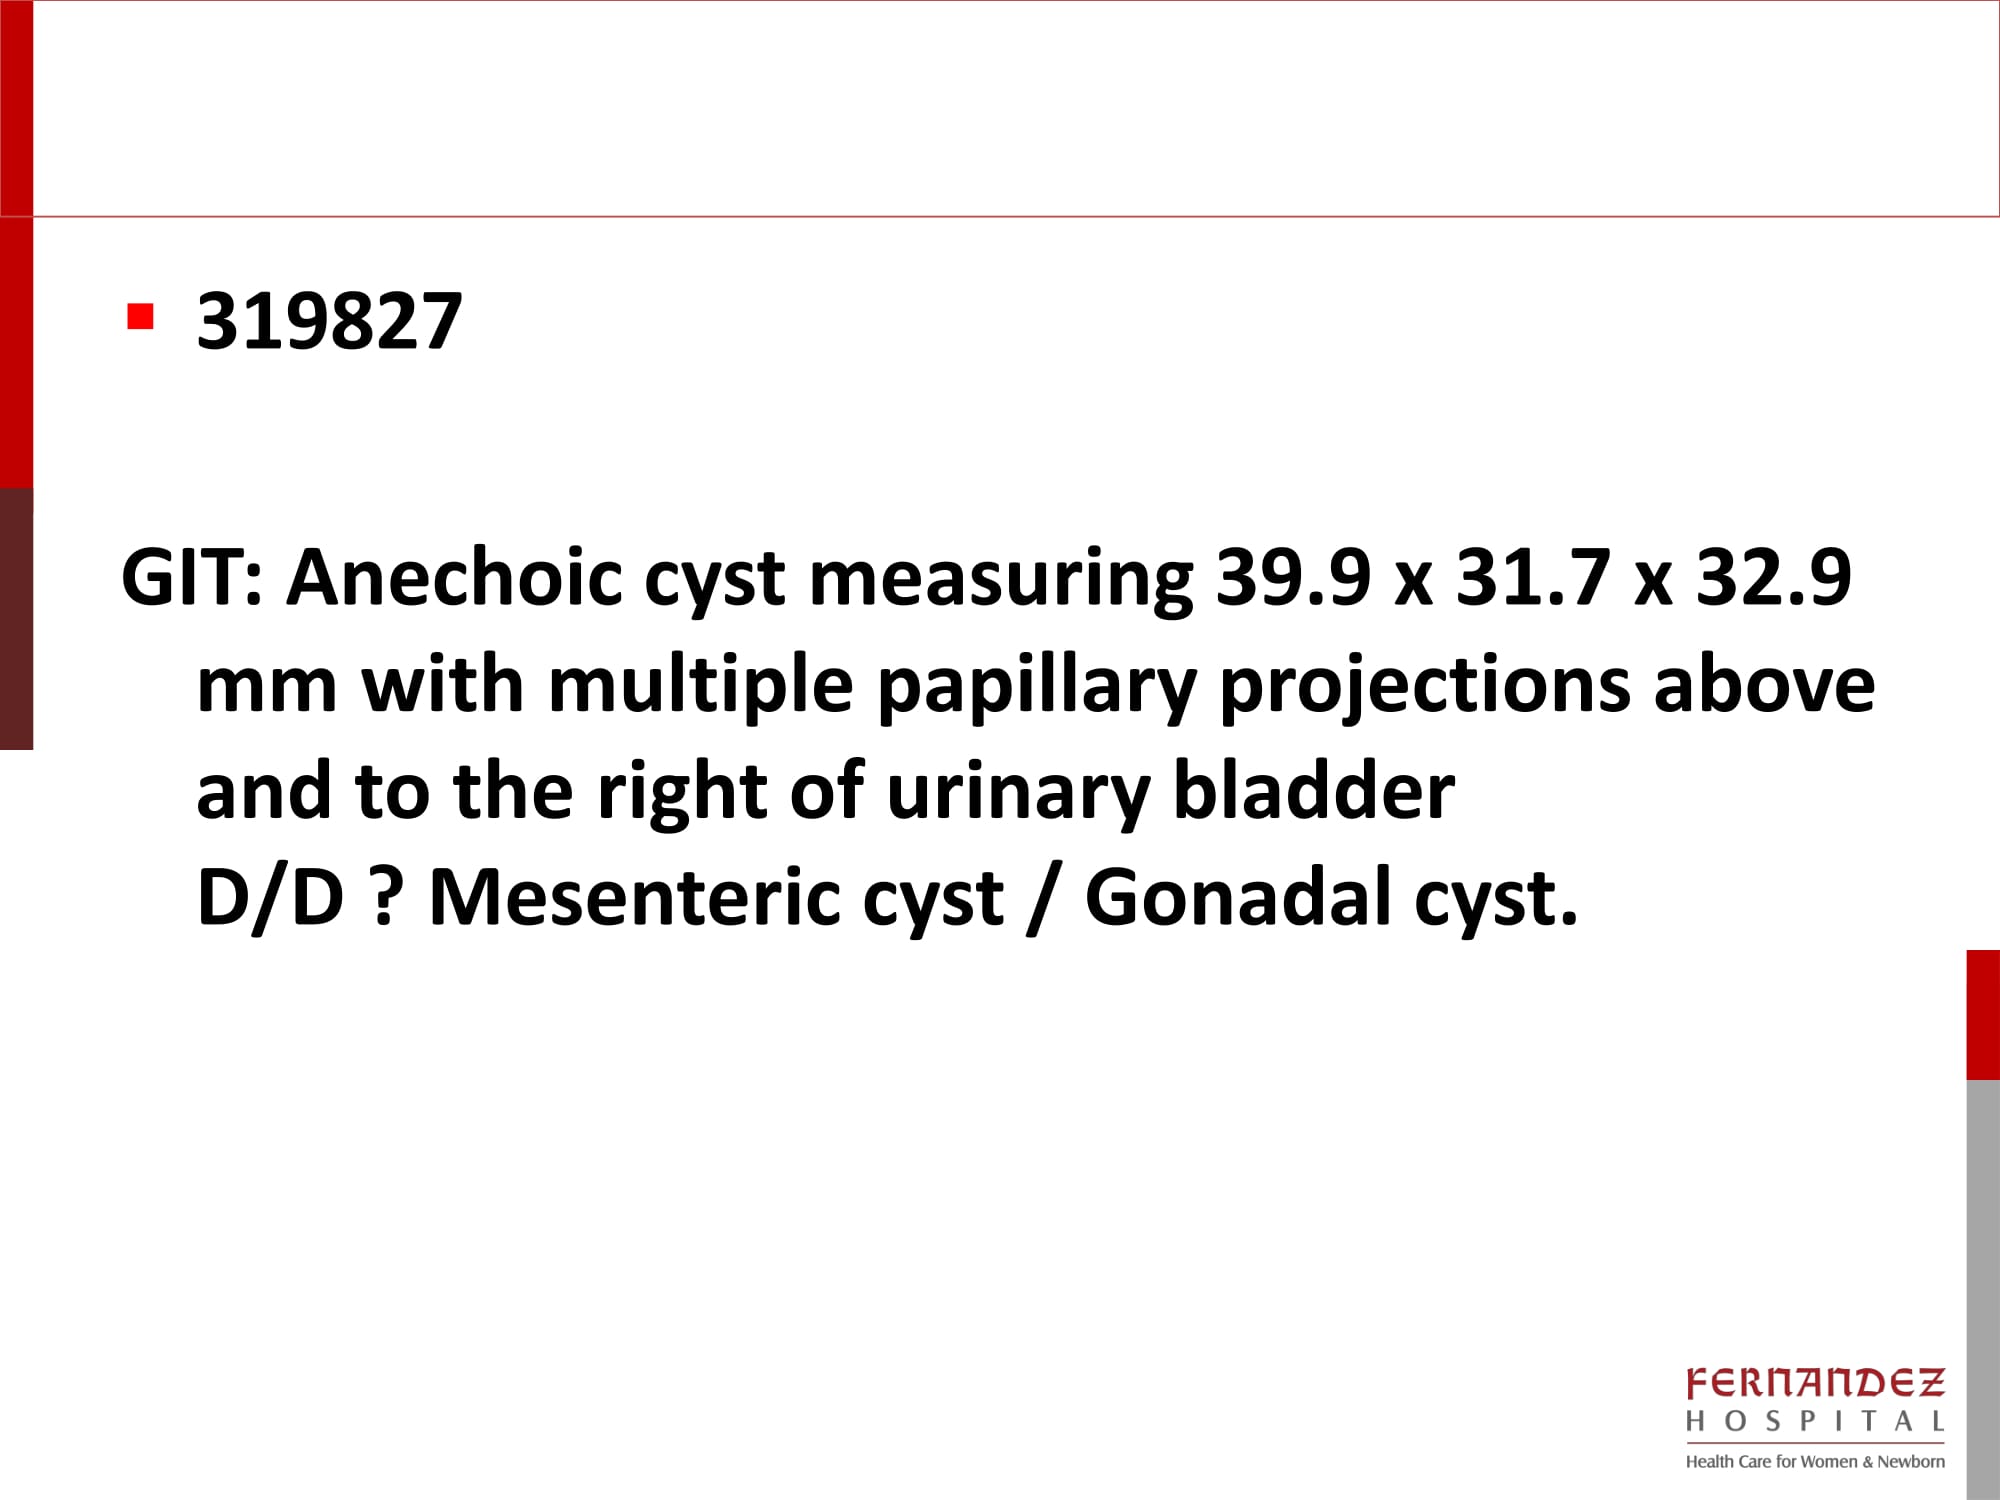 319827
GIT: Anechoic cyst measuring 39.9 x 31.7 x 32.9
mm with multiple papillary projections above
and to the right of urinary bladder
D/D ? Mesenteric cyst / Gonadal cyst.
FERNANDEZ
HOSPITAL
Health Care for Women & Newborn